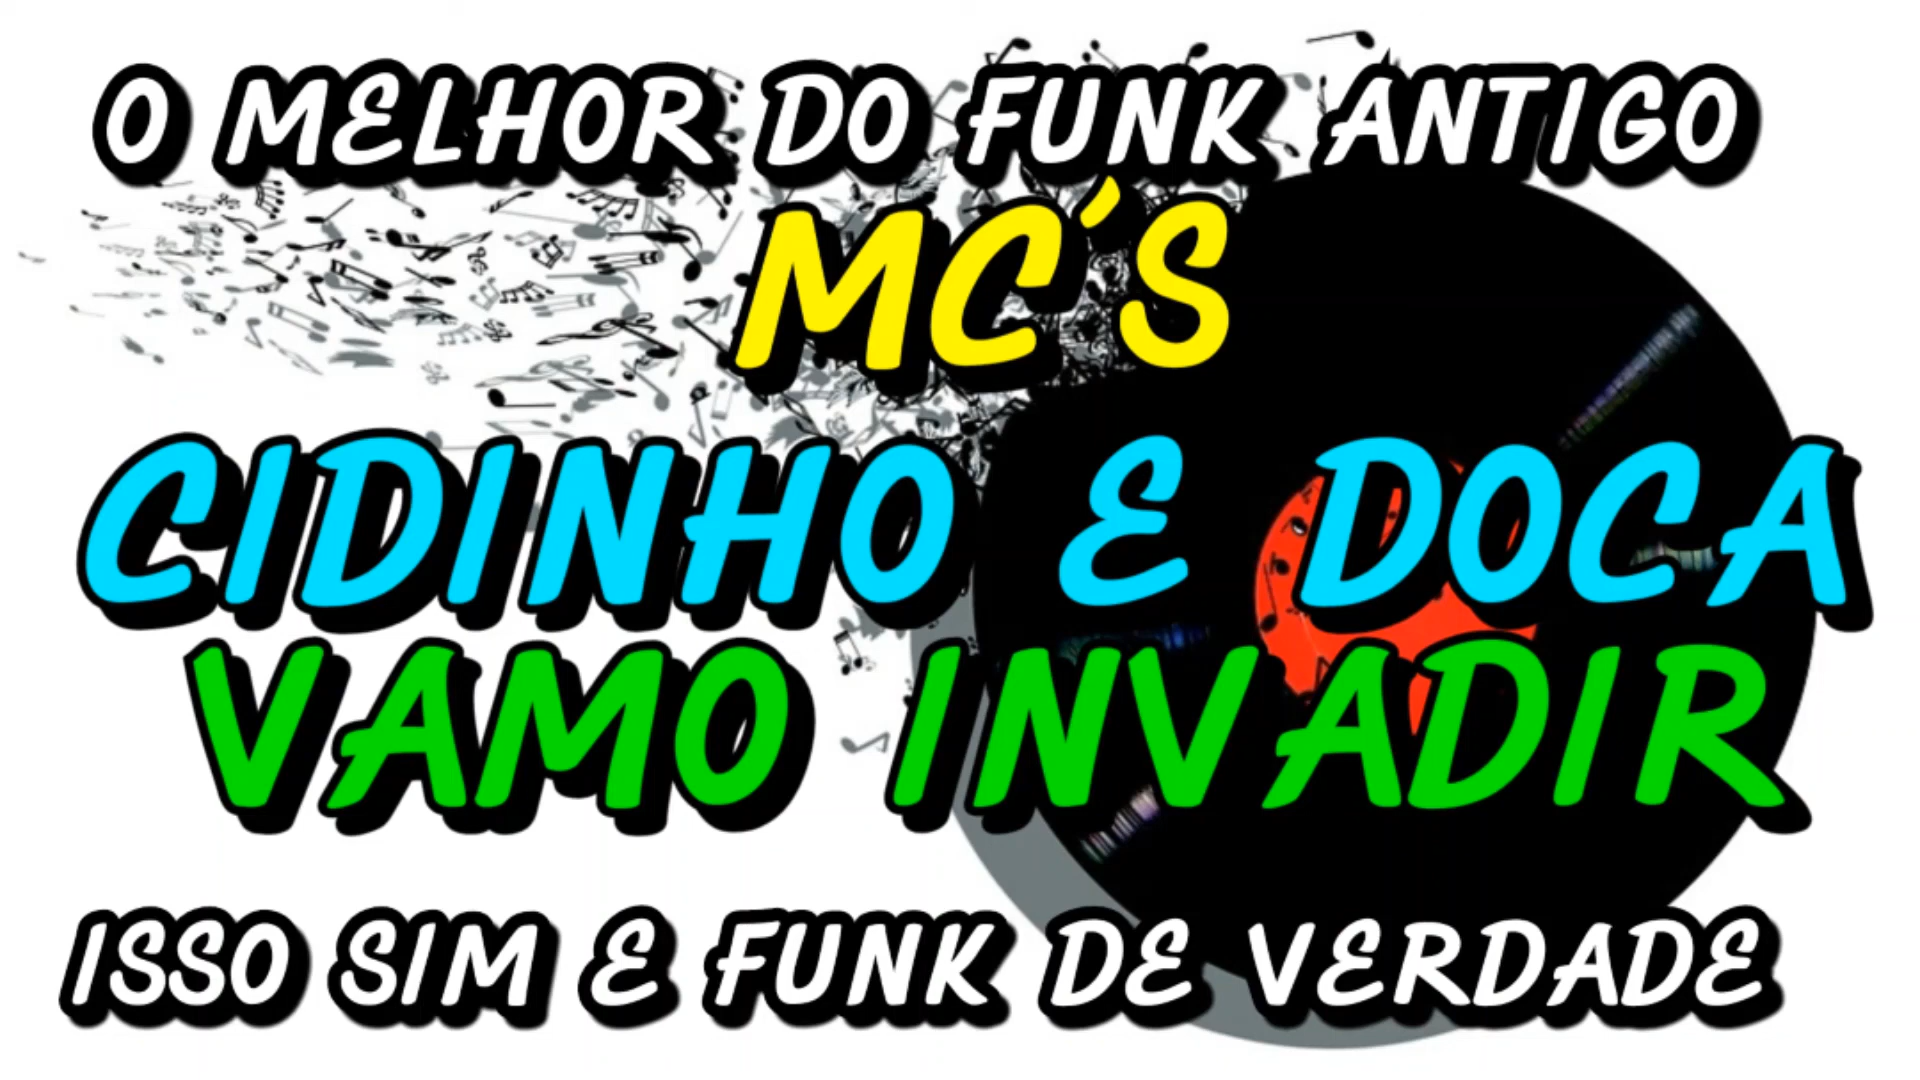 O MELHOR DO FUNK ANTIGO
MC'S
CIDINHO E DOCA
VAMO INVADIR
ISSO SIM E FUNK DE VERDADE